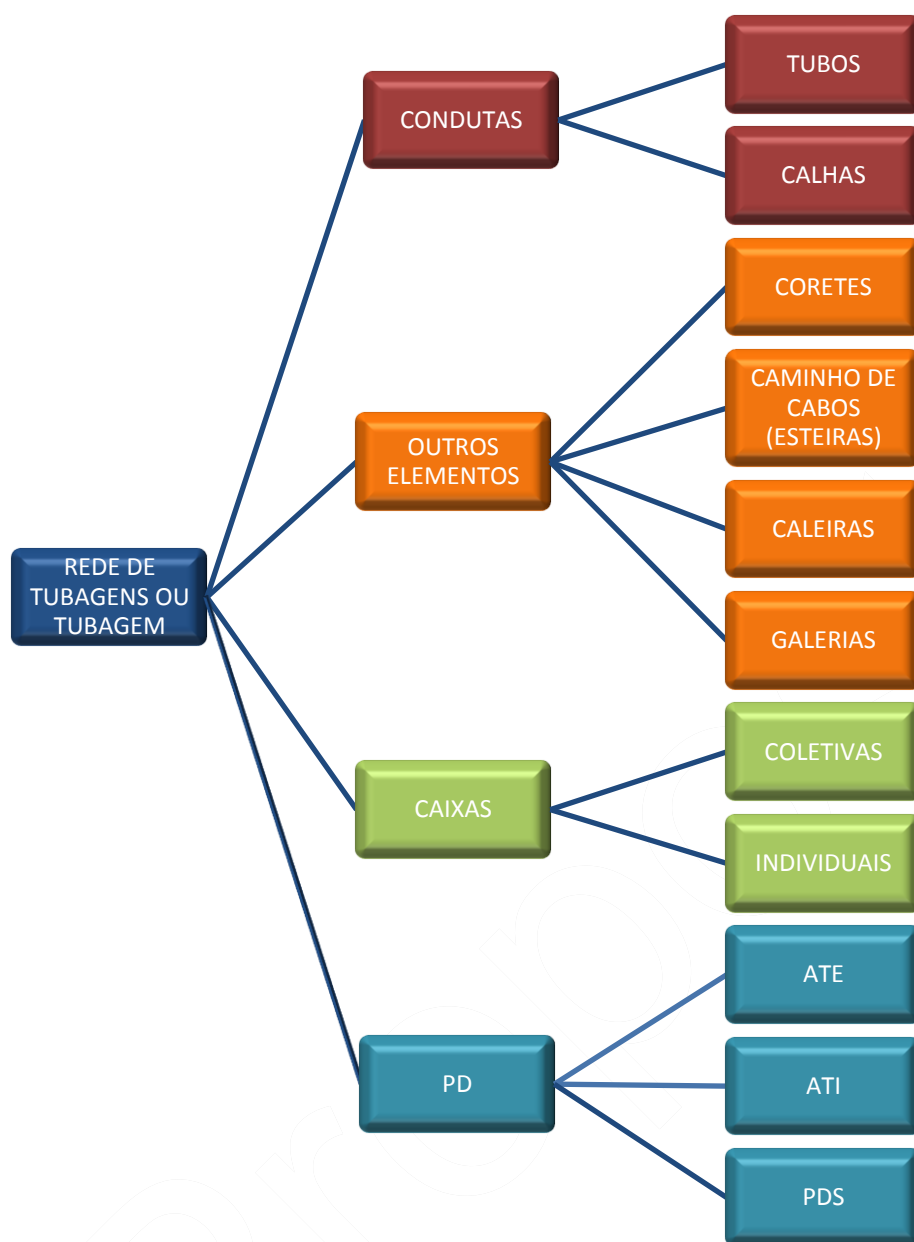 TUBOS
CONDUTAS
CALHAS
CORETES
CAMINHO DE
CABOS
(ESTEIRAS)
OUTROS
ELEMENTOS
CALEIRAS
REDE DE
TUBAGENS OU
TUBAGEM
GALERIAS
COLETIVAS
CAIXAS
INDIVIDUAIS
ATE
PD
ATI
PDS